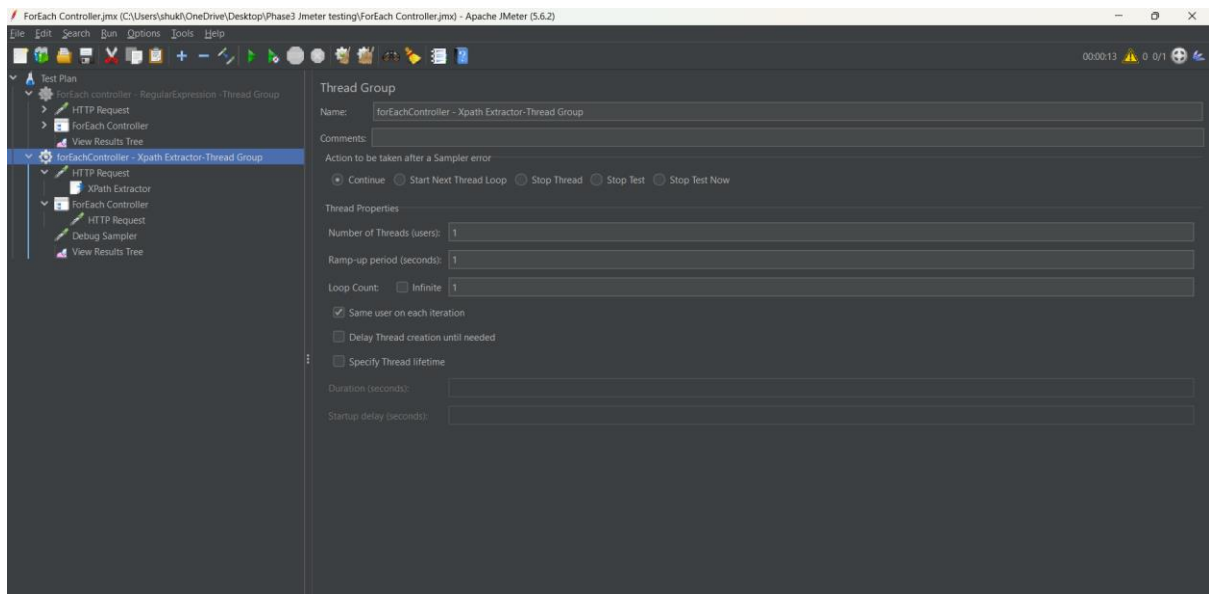 ForEach Controller.jmx (C:\Users\shukl\OneDrive\Desktop\Phase3 Jmeter testing\ForEach Controller.jmx) - Apache JMeter (5.6.2)
File Edit Search Run Options Tools Help
00:00:13 0 0/1
Test Plan
ForEach controller - RegularExpression -Thread Group
HTTP Request
ForEach Controller
View Results Tree
forEachController - Xpath Extractor-Thread Group
HTTP Request
XPath Extractor
ForEach Controller
HTTP Request
Debug Sampler
View Results Tree
Thread Group
Name: forEachController - Xpath Extractor-Thread Group
Comments:
Action to be taken after a Sampler error
Continue Start Next Thread Loop Stop Thread Stop Test Stop Test Now
Thread Properties
Number of Threads (users): 1
Ramp-up period (seconds): 1
Loop Count: Infinite 1
Same user on each iteration
Delay Thread creation until needed
Specify Thread lifetime
Duration (seconds):
Startup delay (seconds):